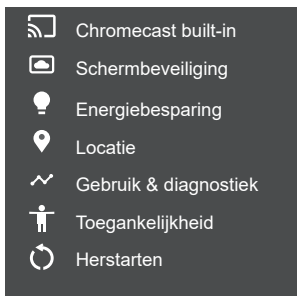 Chromecast built-in
Schermbeveiliging
Energiebesparing
Locatie
Gebruik & diagnostiek
Toegankelijkheid
Herstarten